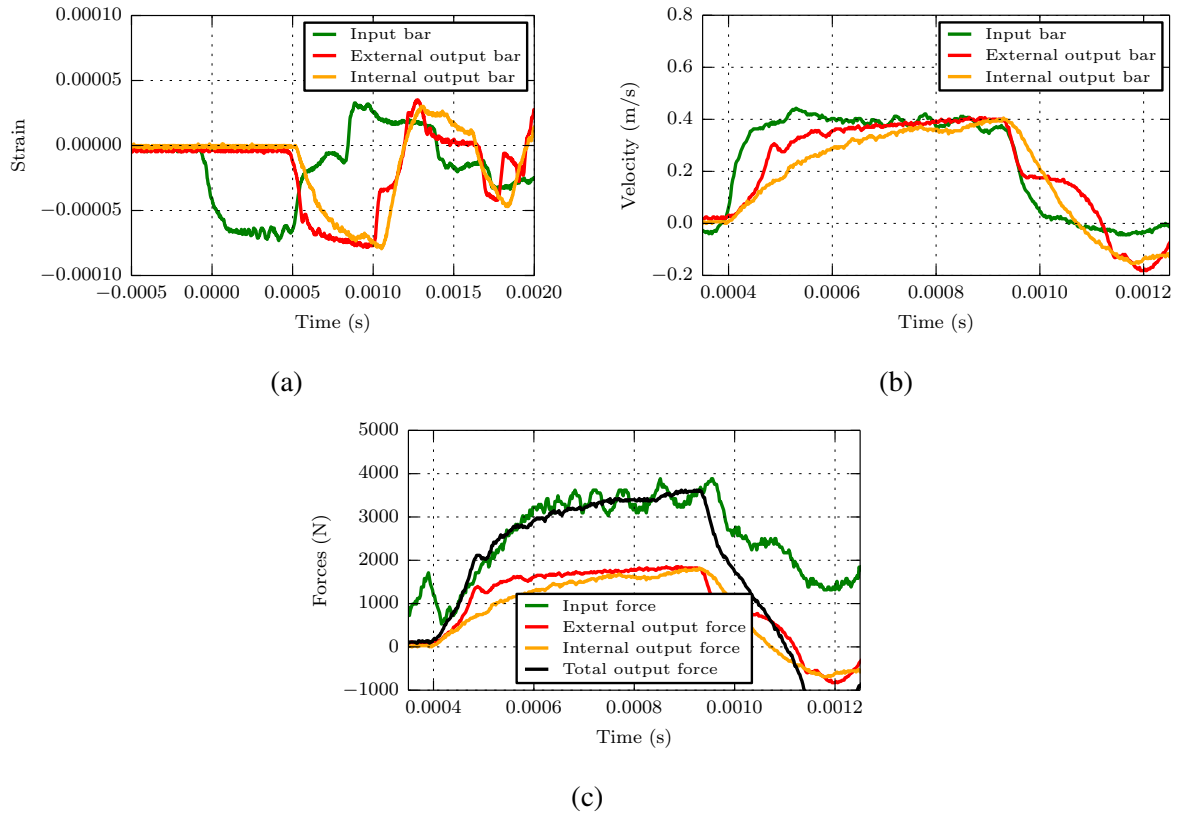 0.00010
0.00005
0.00000
−0.00005
−0.00010
Strain
Input bar
External output bar
Internal output bar
−0.0005
0.0000
0.0005
0.0010
0.0015
0.0020
Time (s)
(a)
0.8
0.6
0.4
0.2
0.0
−0.2
Velocity (m/s)
Input bar
External output bar
Internal output bar
0.0004
0.0006
0.0008
0.0010
0.0012
Time (s)
(b)
5000
4000
3000
2000
1000
0
−1000
Forces (N)
Input force
External output force
Internal output force
Total output force
0.0004
0.0006
0.0008
0.0010
0.0012
Time (s)
(c)